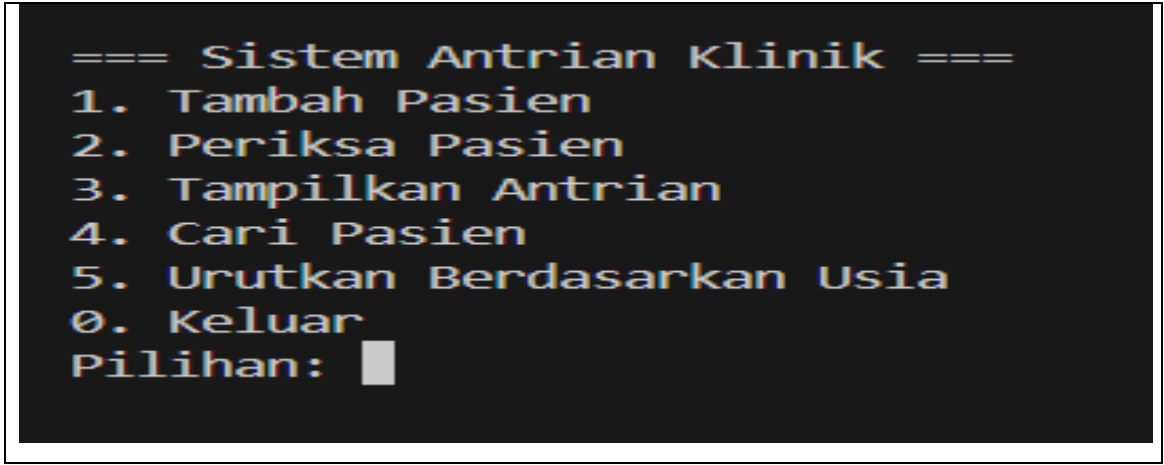 === Sistem Antrian Klinik ===
1. Tambah Pasien
2. Periksa Pasien
3. Tampilkan Antrian
4. Cari Pasien
5. Urutkan Berdasarkan Usia
0. Keluar
Pilihan: